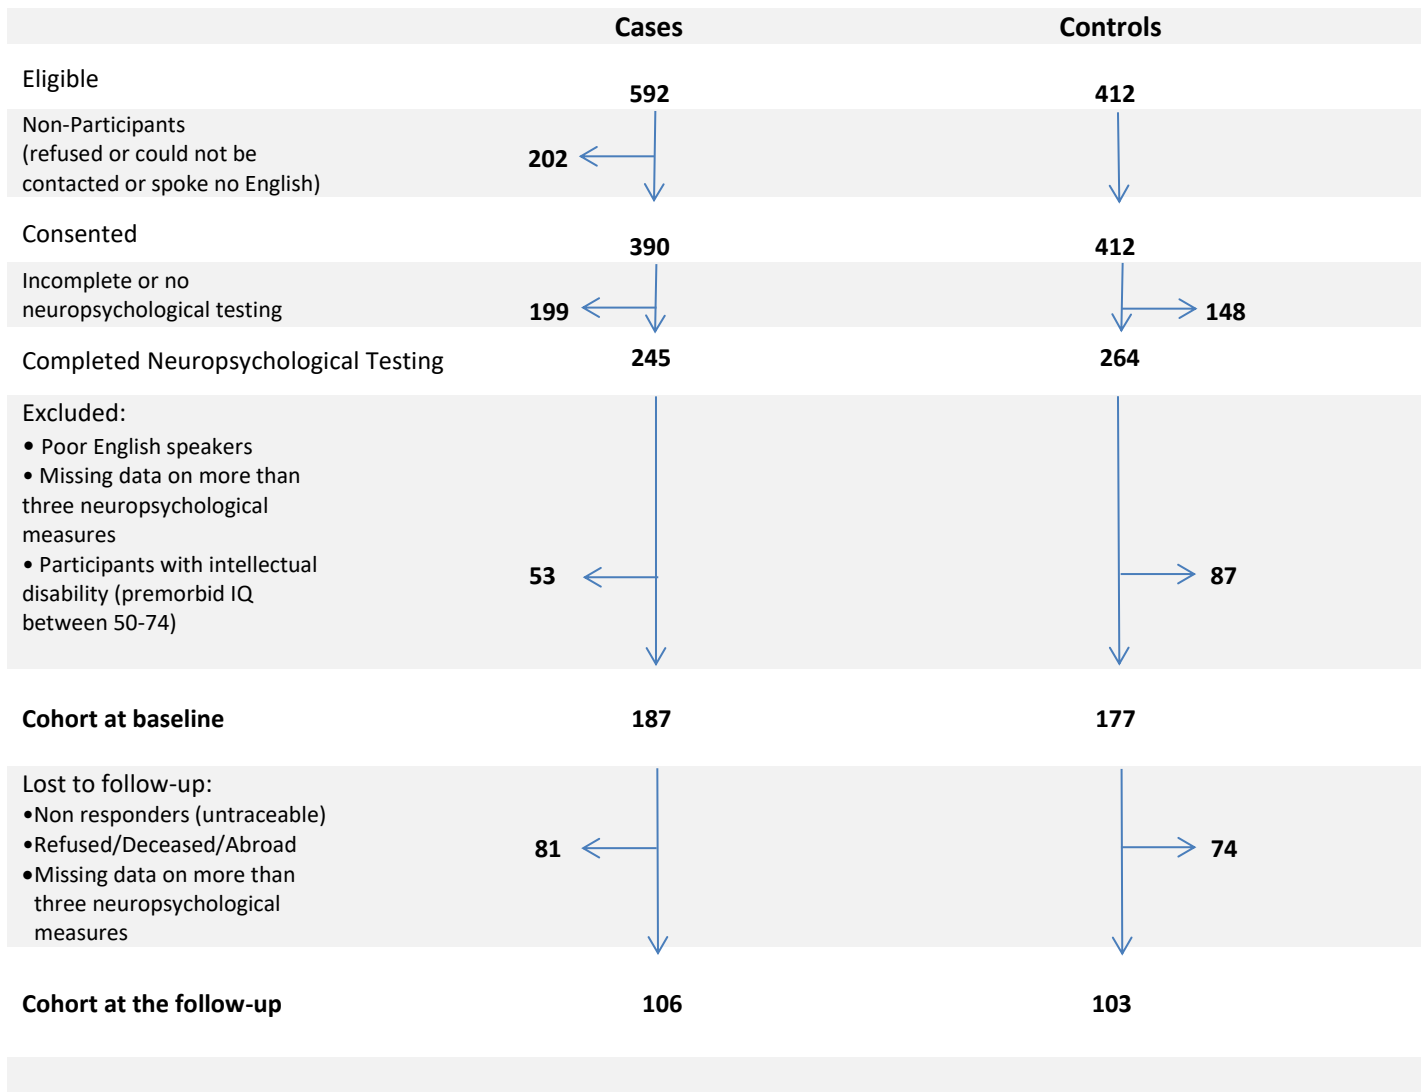 Cases Controls
Eligible
592 412
Non-Participants
(refused or could not be
contacted or spoke no English)
202
Consented
390 412
Incomplete or no
neuropsychological testing
199 148
Completed Neuropsychological Testing 245 264
Excluded:
• Poor English speakers
• Missing data on more than
three neuropsychological
measures
• Participants with intellectual
disability (premorbid IQ
between 50-74)
53 87
Cohort at baseline 187 177
Lost to follow-up:
•Non responders (untraceable)
•Refused/Deceased/Abroad
•Missing data on more than
three neuropsychological
measures
81 74
Cohort at the follow-up 106 103